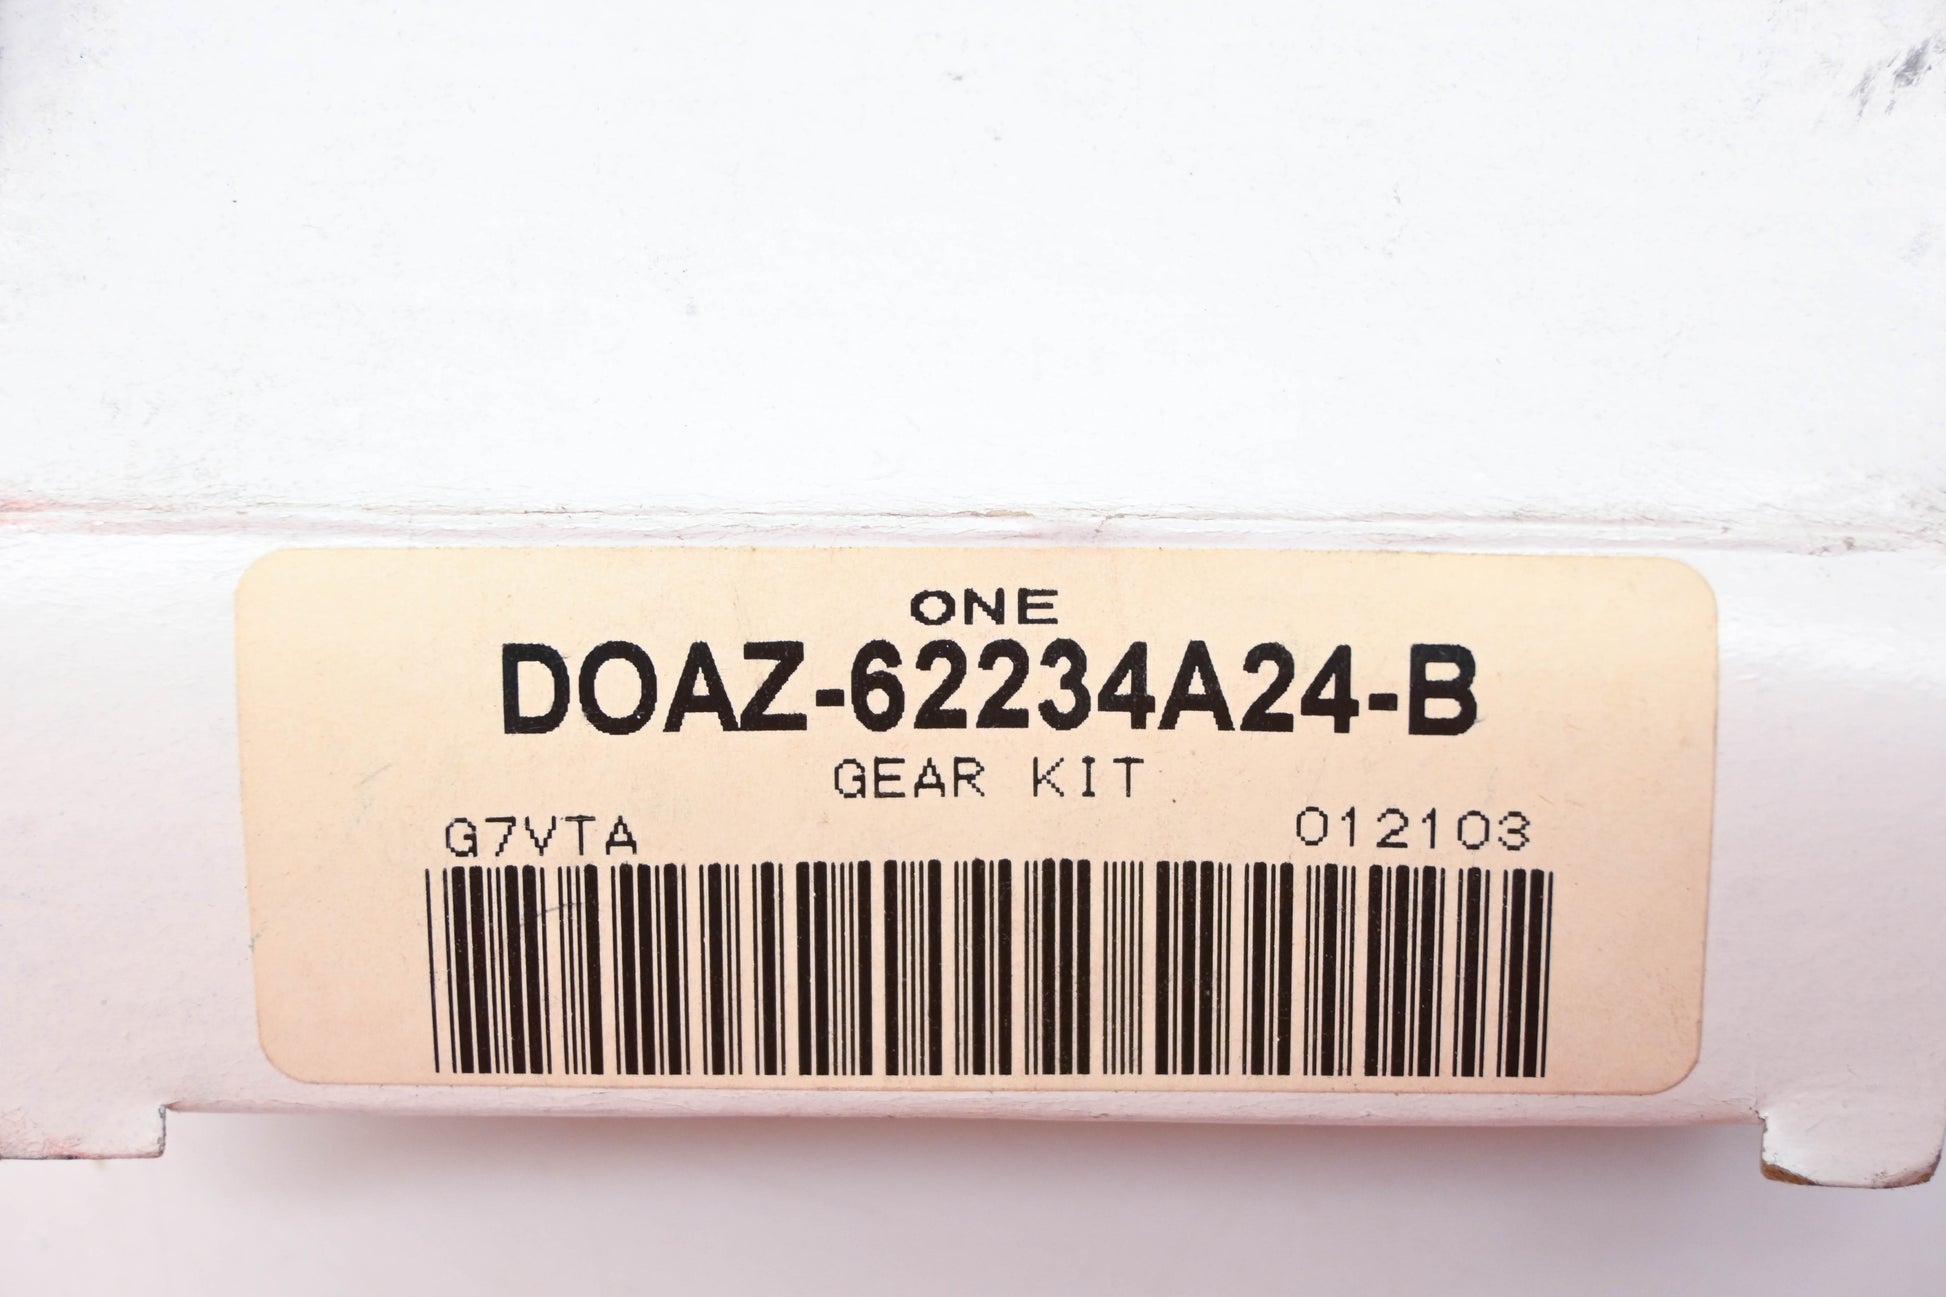 ONE
DOAZ-62234A24-B
GEAR KIT
G7VTA 012103